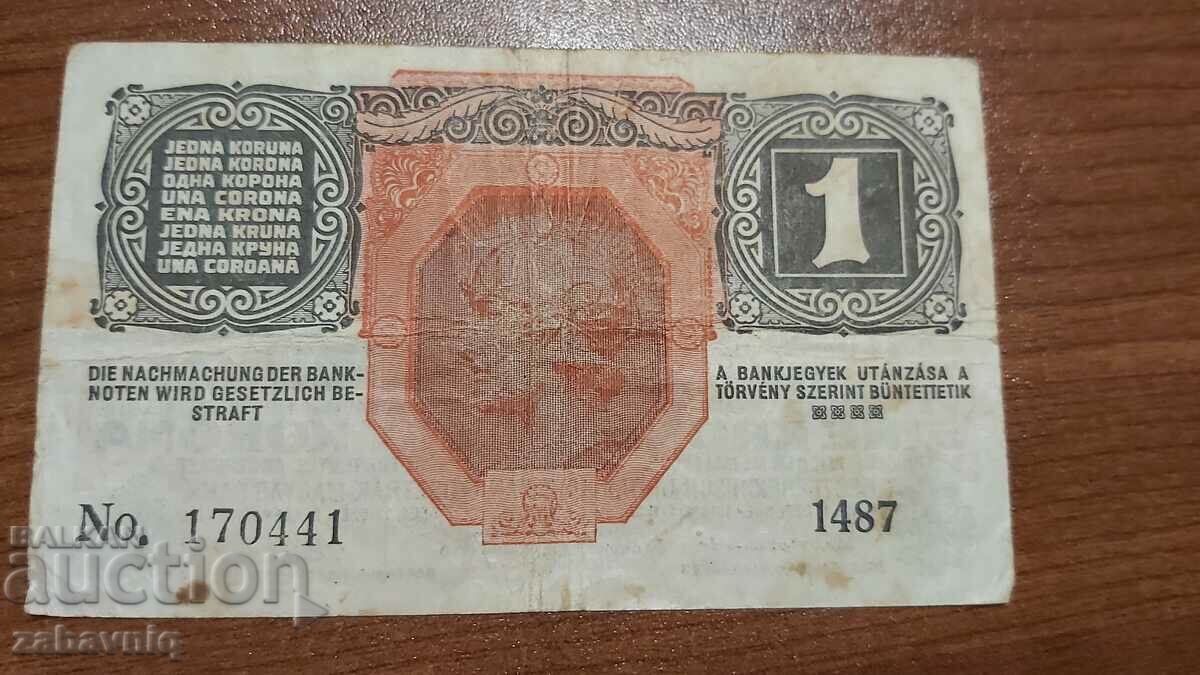 JEDNA KORUNA
JEDNA KORONA
ОДНА КОРОНА
UNA CORONA
ENA KRONA
JEDNA KRUNA
ЈЕДНА КРУНА
UNA COROANĂ
1
DIE NACHMACHUNG DER BANK-
NOTEN WIRD GESETZLICH BE-
STRAFT
A BANKJEGYEK UTÁNZÁSA A
TÖRVÉNY SZERINT BÜNTETTETIK
No. 170441
1487
BALKAN
auction
zabavniq